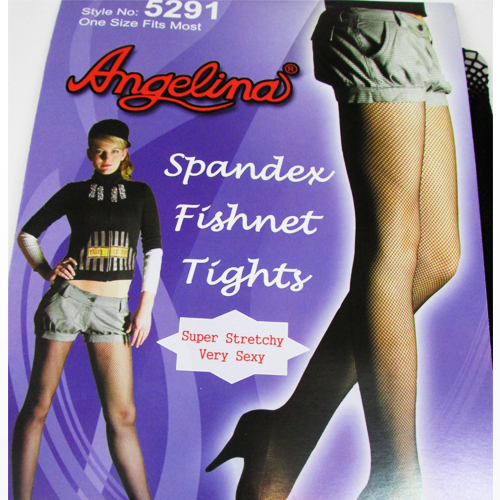 Style No: 5291
One Size Fits Most
Angelina®
Spandex
Fishnet
Tights
Super Stretchy
Very Sexy